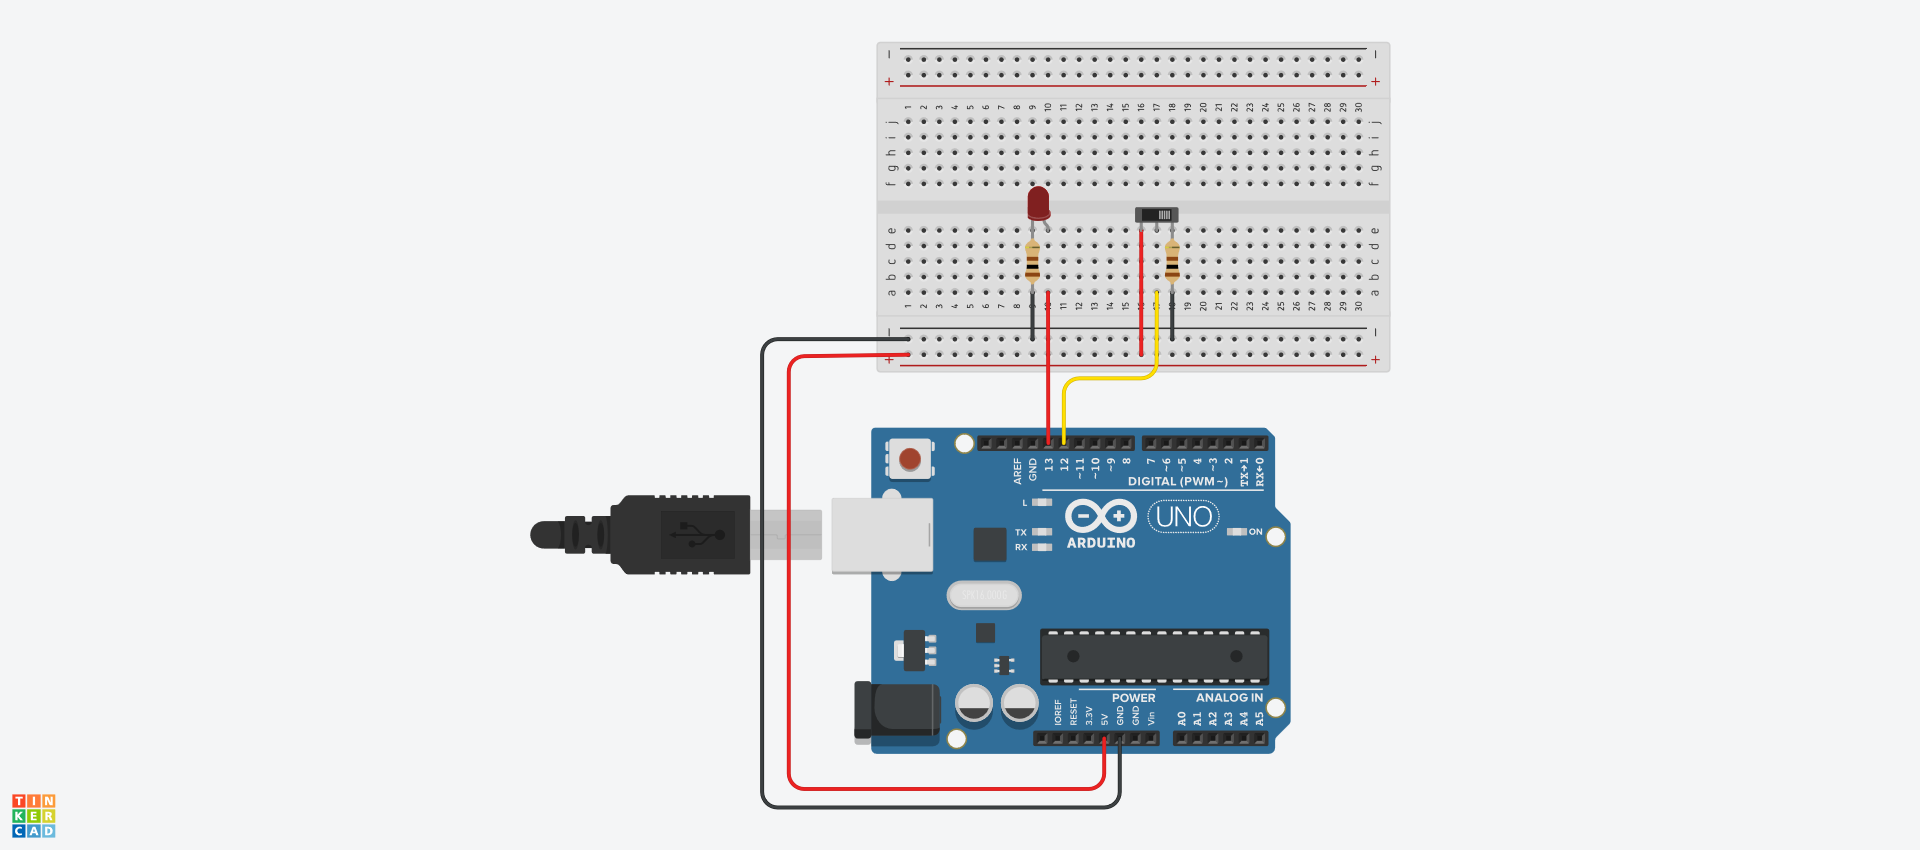 − −
+ +
1 2 3 4 5 6 7 8 9 10 11 12 13 14 15 16 17 18 19 20 21 22 23 24 25 26 27 28 29 30
j j
i i
h h
g g
f f
e e
d d
c c
b b
a a
1 2 3 4 5 6 7 8 11 12 13 14 15 19 20 21 22 23 24 25 26 27 28 29 30
− −
+ +
AREF GND 13 12 ~11 ~10 ~9 8 7 ~6 ~5 4 ~3 2 TX→1 RX←0
DIGITAL (PWM ~)
L
TX
RX
ARDUINO
UNO
ON
POWER ANALOG IN
IOREF RESET 3.3V 5V GND GND Vin A0 A1 A2 A3 A4 A5
TIN
KER
CAD